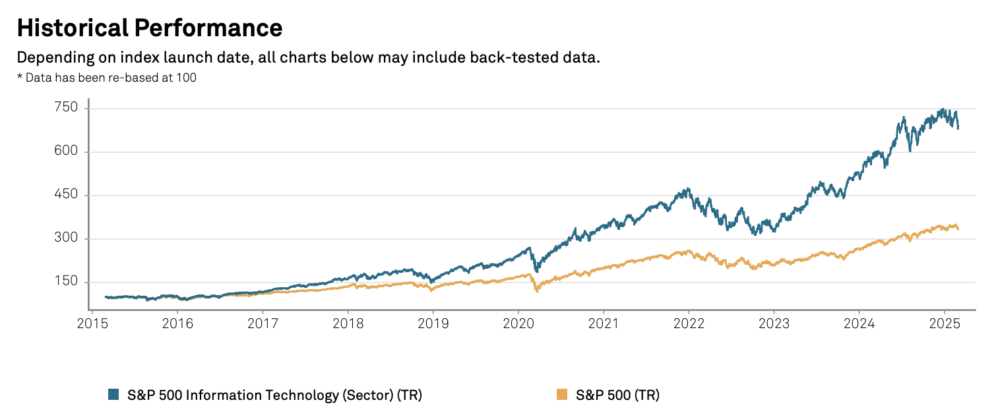 Historical Performance
Depending on index launch date, all charts below may include back-tested data.
* Data has been re-based at 100
750
600
450
300
150
2015 2016 2017 2018 2019 2020 2021 2022 2023 2024 2025
S&P 500 Information Technology (Sector) (TR) S&P 500 (TR)